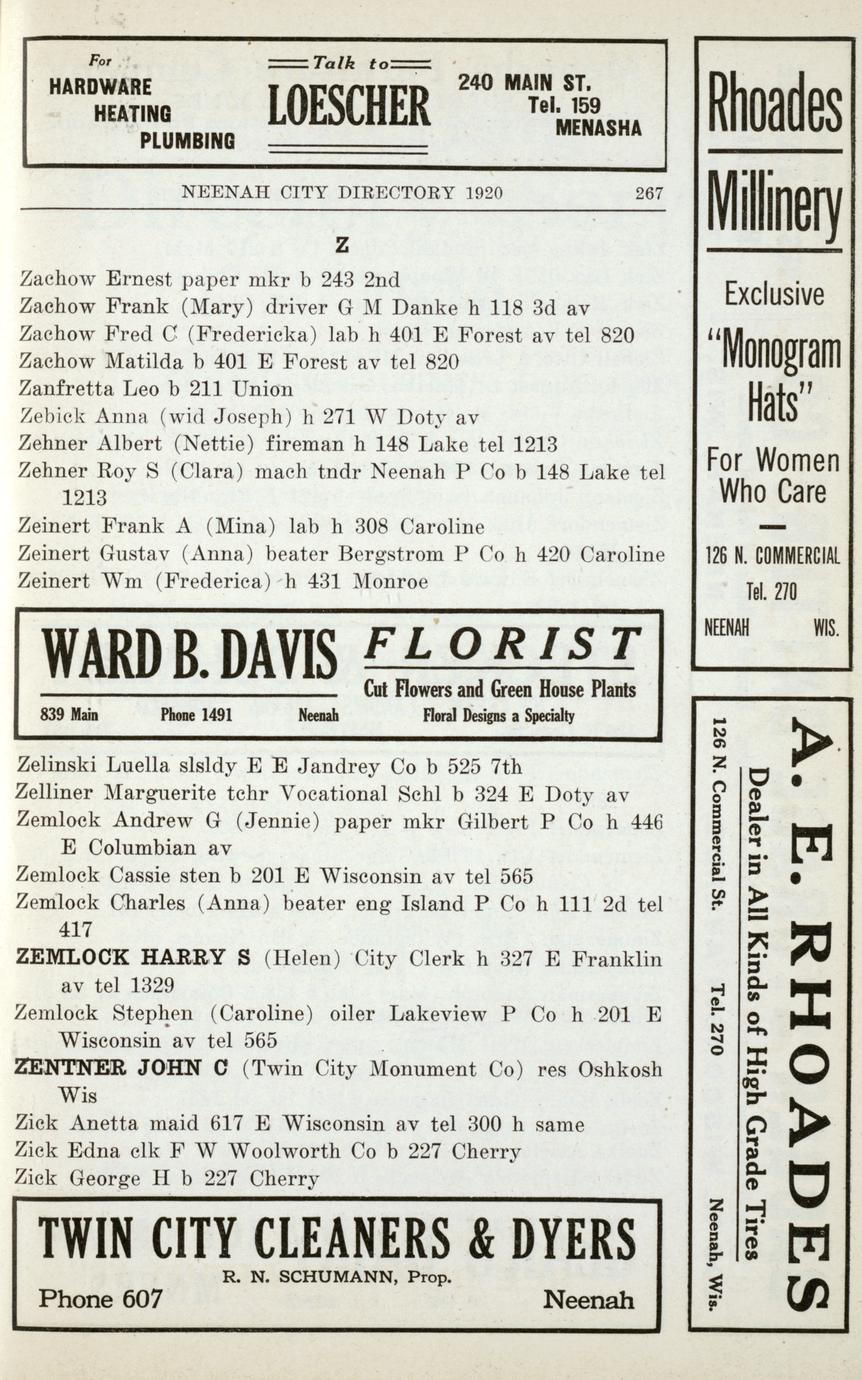 For
HARDWARE
HEATING
PLUMBING
Talk to
LOESCHER
240 MAIN ST.
Tel. 159
MENASHA
NEENAH CITY DIRECTORY 1920 267
Z
Zachow Ernest paper mkr b 243 2nd
Zachow Frank (Mary) driver G M Danke h 118 3d av
Zachow Fred C (Fredericka) lab h 401 E Forest av tel 820
Zachow Matilda b 401 E Forest av tel 820
Zanfretta Leo b 211 Union
Zebick Anna (wid Joseph) h 271 W Doty av
Zehner Albert (Nettie) fireman h 148 Lake tel 1213
Zehner Roy S (Clara) mach tndr Neenah P Co b 148 Lake tel
1213
Zeinert Frank A (Mina) lab h 308 Caroline
Zeinert Gustav (Anna) beater Bergstrom P Co h 420 Caroline
Zeinert Wm (Frederica) h 431 Monroe
WARD B. DAVIS
839 Main Phone 1491 Neenah
FLORIST
Cut Flowers and Green House Plants
Floral Designs a Specialty
Zelinski Luella slsldy E E Jandrey Co b 525 7th
Zelliner Marguerite tchr Vocational Schl b 324 E Doty av
Zemlock Andrew G (Jennie) paper mkr Gilbert P Co h 446
E Columbian av
Zemlock Cassie sten b 201 E Wisconsin av tel 565
Zemlock Charles (Anna) beater eng Island P Co h 111 2d tel
417
ZEMLOCK HARRY S (Helen) City Clerk h 327 E Franklin
av tel 1329
Zemlock Stephen (Caroline) oiler Lakeview P Co h 201 E
Wisconsin av tel 565
ZENTNER JOHN C (Twin City Monument Co) res Oshkosh
Wis
Zick Anetta maid 617 E Wisconsin av tel 300 h same
Zick Edna clk F W Woolworth Co b 227 Cherry
Zick George H b 227 Cherry
TWIN CITY CLEANERS & DYERS
R. N. SCHUMANN, Prop.
Phone 607 Neenah
Rhoades
Millinery
Exclusive
"Monogram
Hats"
For Women
Who Care
126 N. COMMERCIAL
Tel. 270
NEENAH WIS.
A. E. RHOADES
Dealer in All Kinds of High Grade Tires
126 N. Commercial St. Tel. 270 Neenah, Wis.